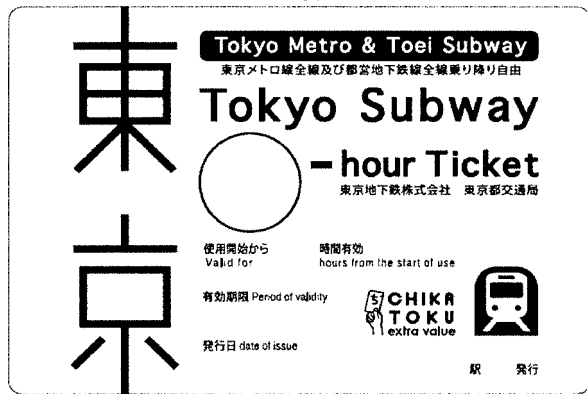 東京
Tokyo Metro & Toei Subway
東京メトロ線全線及び都営地下鉄線全線乗り降り自由
Tokyo Subway
-hour Ticket
東京地下鉄株式会社 東京都交通局
使用開始から 時間有効
Valid for hours from the start of use
有効期限 Period of validity
ち
CHIKA
TOKU
extra value
発行日 date of issue
駅 発行